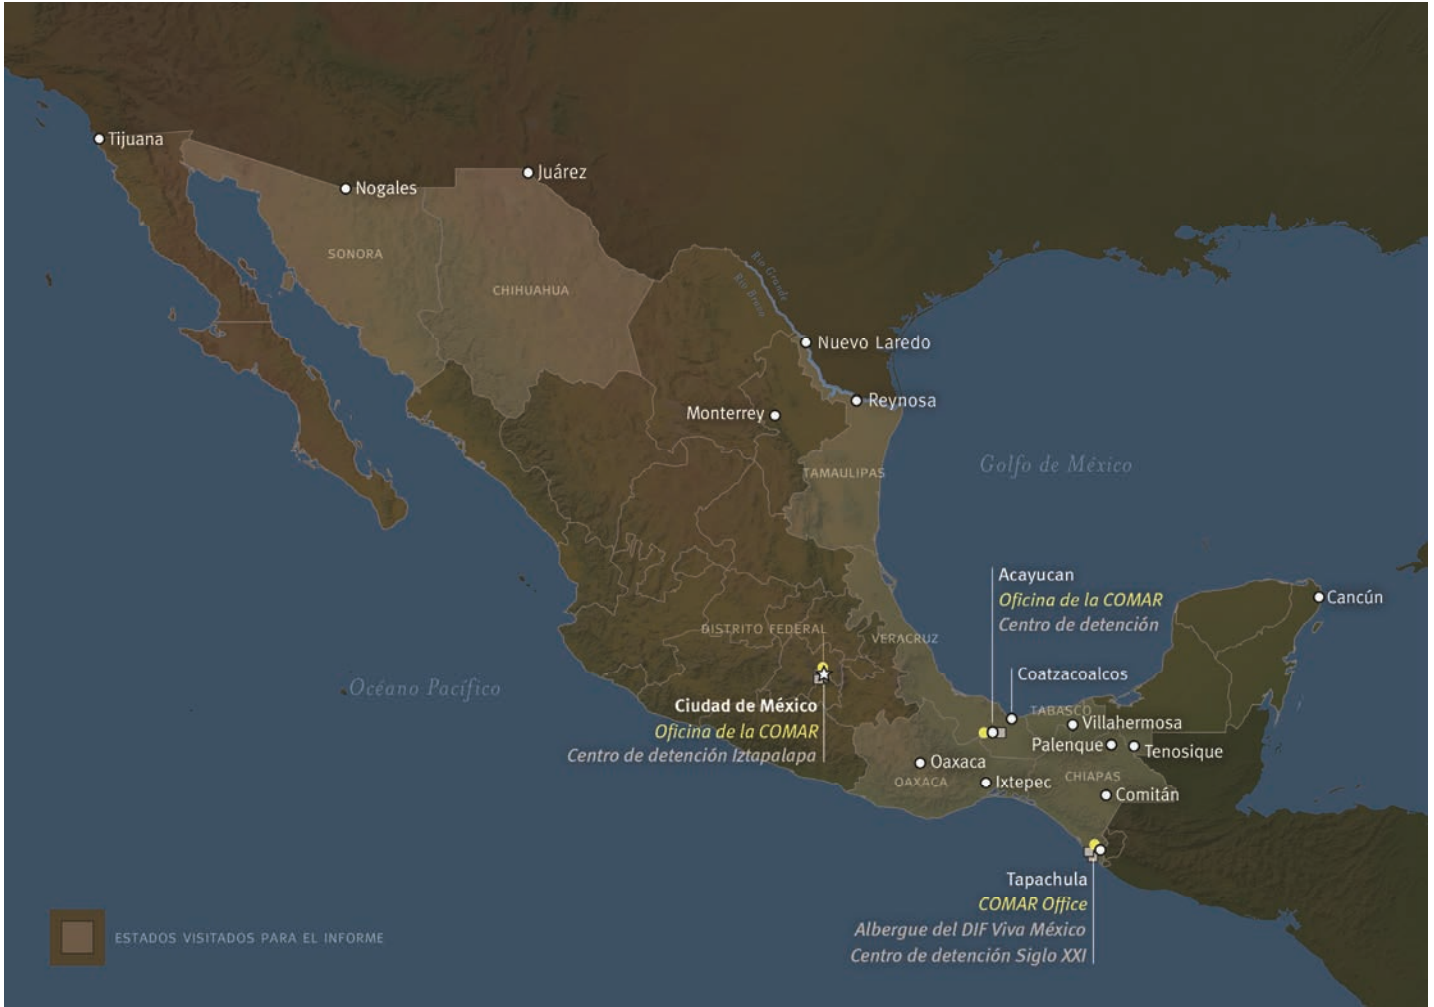 Tijuana
Nogales
Juárez
SONORA
CHIHUAHUA
Río Grande
Río Bravo
Nuevo Laredo
Reynosa
Monterrey
TAMAULIPAS
Golfo de México
Acayucan
Oficina de la COMAR
Centro de detención
Cancún
DISTRITO FEDERAL
VERACRUZ
Océano Pacífico
Coatzacoalcos
Ciudad de México
Oficina de la COMAR
Centro de detención Iztapalapa
TABASCO
Villahermosa
Palenque
Tenosique
Oaxaca
OAXACA
Ixtepec
CHIAPAS
Comitán
Tapachula
COMAR Office
Albergue del DIF Viva México
Centro de detención Siglo XXI
ESTADOS VISITADOS PARA EL INFORME